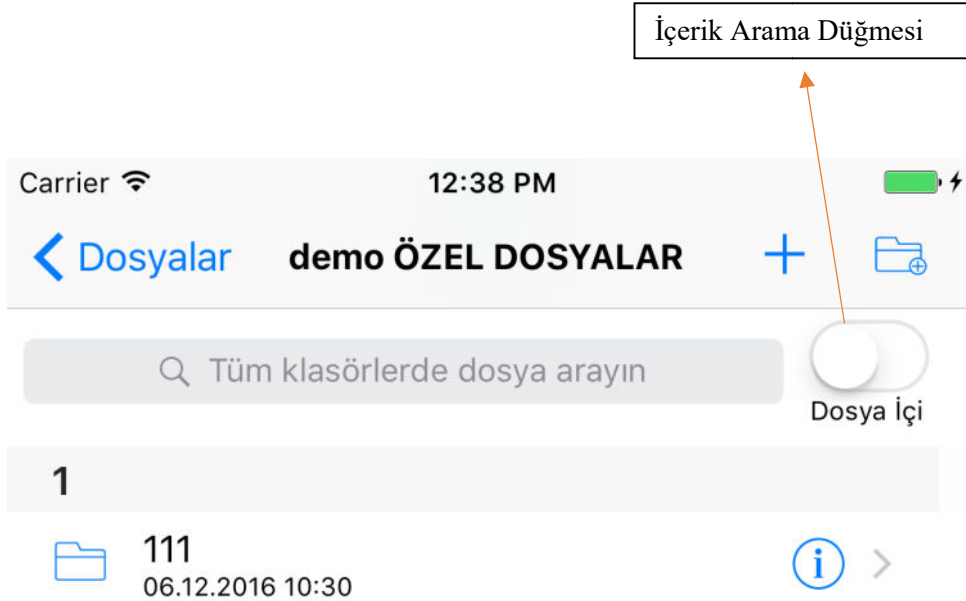 İçerik Arama Düğmesi
Carrier 12:38 PM
Dosyalar demo ÖZEL DOSYALAR
Tüm klasörlerde dosya arayın
Dosya İçi
1
111
06.12.2016 10:30